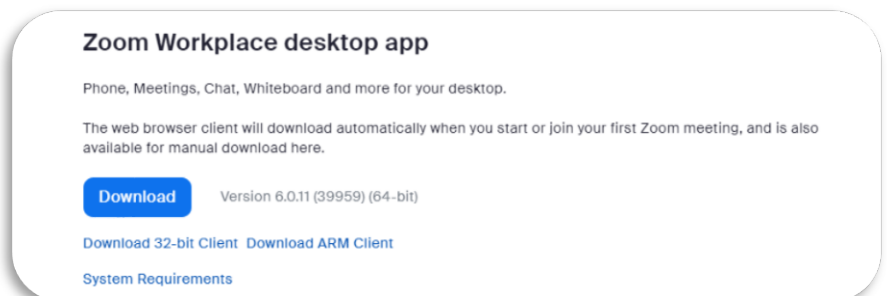 Zoom Workplace desktop app
Phone, Meetings, Chat, Whiteboard and more for your desktop.
The web browser client will download automatically when you start or join your first Zoom meeting, and is also
available for manual download here.
Download Version 6.0.11 (39959) (64-bit)
Download 32-bit Client Download ARM Client
System Requirements